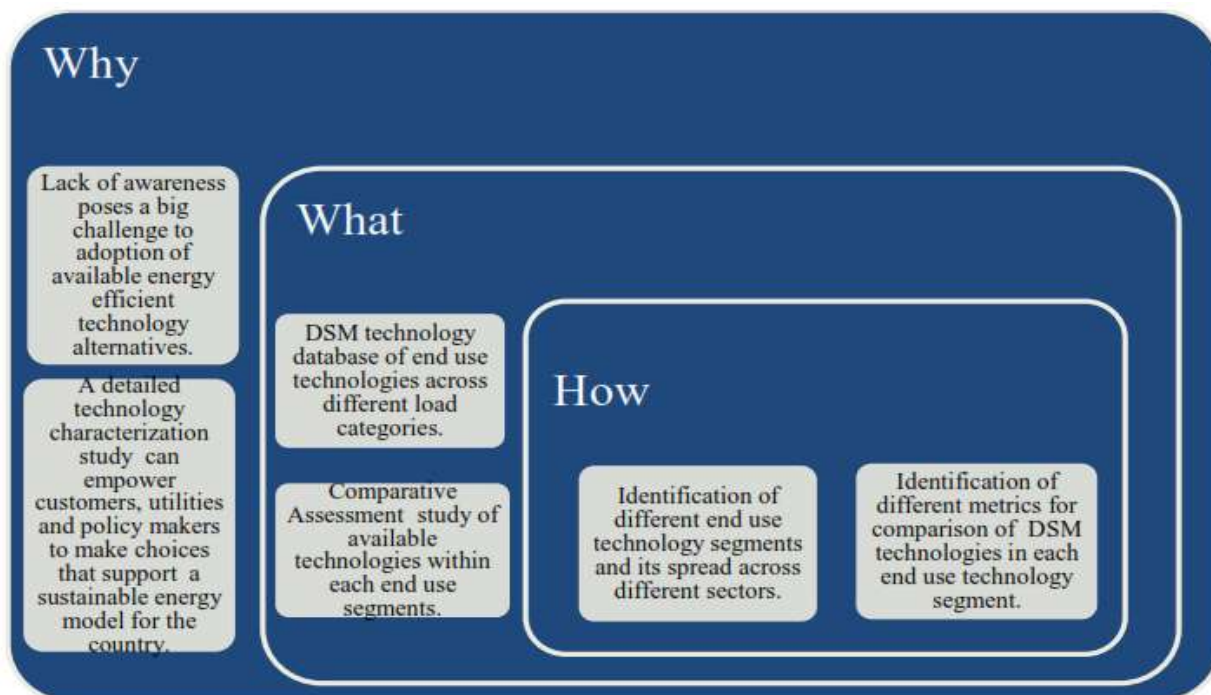 Why
Lack of awareness
poses a big
challenge to
adoption of
available energy
efficient
technology
alternatives.
A detailed
technology
characterization
study can
empower
customers, utilities
and policy makers
to make choices
that support a
sustainable energy
model for the
country.
What
DSM technology
database of end use
technologies across
different load
categories.
Comparative
Assessment study of
available
technologies within
each end use
segments.
How
Identification of
different end use
technology segments
and its spread across
different sectors.
Identification of
different metrics for
comparison of DSM
technologies in each
end use technology
segment.